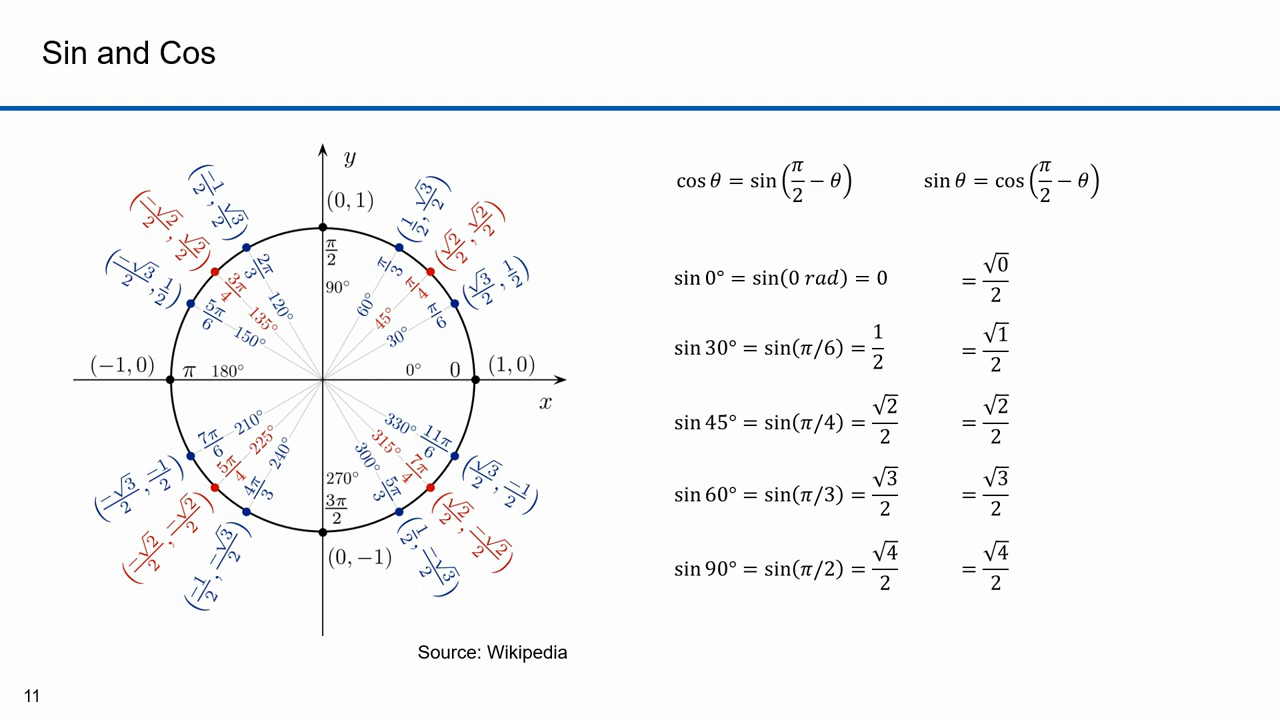 Sin and Cos
y
(0, 1)
(−1/2, √3/2)
(−√2/2, √2/2)
(−√3/2, 1/2)
(1/2, √3/2)
(√2/2, √2/2)
(√3/2, 1/2)
π/2
90°
2π/3 120°
3π/4 135°
5π/6 150°
π/3 60°
π/4 45°
π/6 30°
(−1, 0) π 180°
0° 0 (1, 0)
x
7π/6 210°
5π/4 225°
4π/3 240°
270°
3π/2
330° 11π/6
315° 7π/4
300° 5π/3
(−√3/2, −1/2)
(−√2/2, −√2/2)
(−1/2, −√3/2)
(0, −1)
(√3/2, −1/2)
(√2/2, −√2/2)
(1/2, −√3/2)
Source: Wikipedia
cos θ = sin (π/2 − θ) sin θ = cos (π/2 − θ)
sin 0° = sin(0 rad) = 0 = √0/2
sin 30° = sin(π/6) = 1/2 = √1/2
sin 45° = sin(π/4) = √2/2 = √2/2
sin 60° = sin(π/3) = √3/2 = √3/2
sin 90° = sin(π/2) = √4/2 = √4/2
11